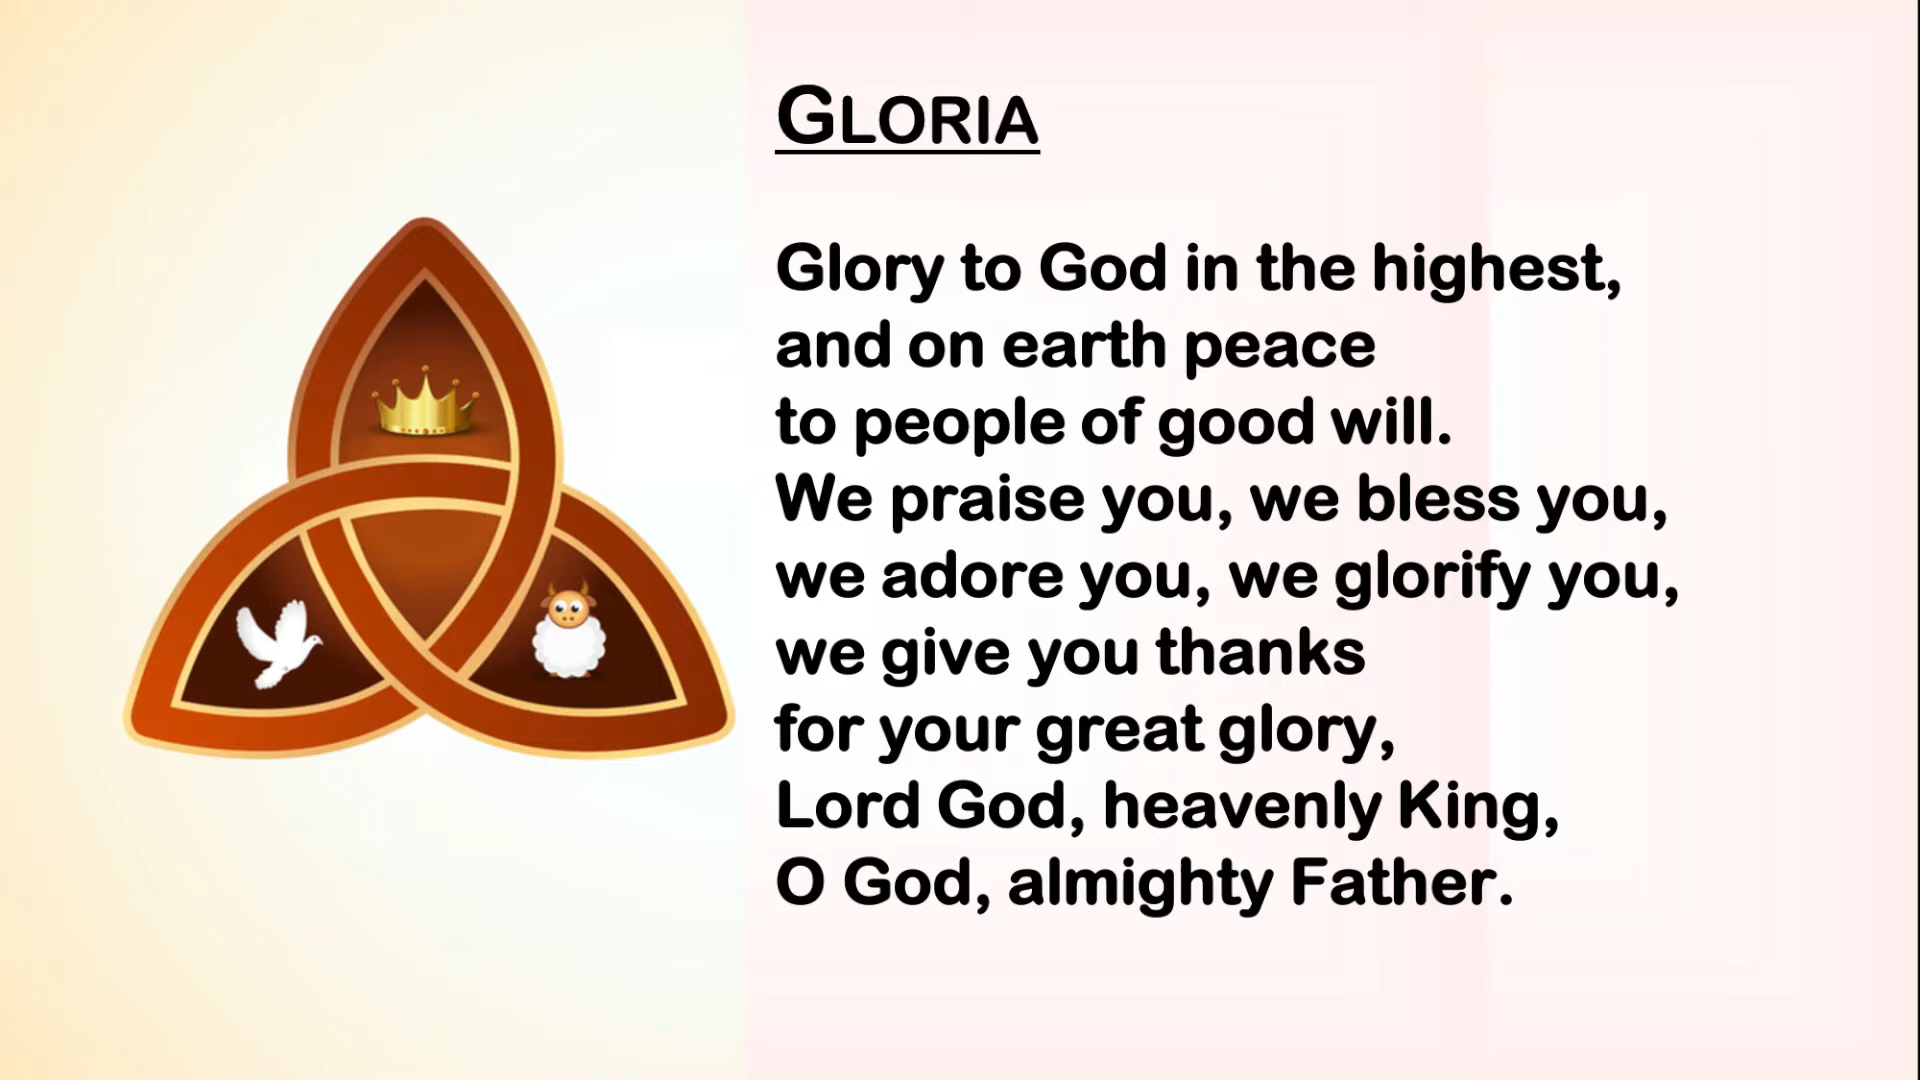 GLORIA
Glory to God in the highest,
and on earth peace
to people of good will.
We praise you, we bless you,
we adore you, we glorify you,
we give you thanks
for your great glory,
Lord God, heavenly King,
O God, almighty Father.